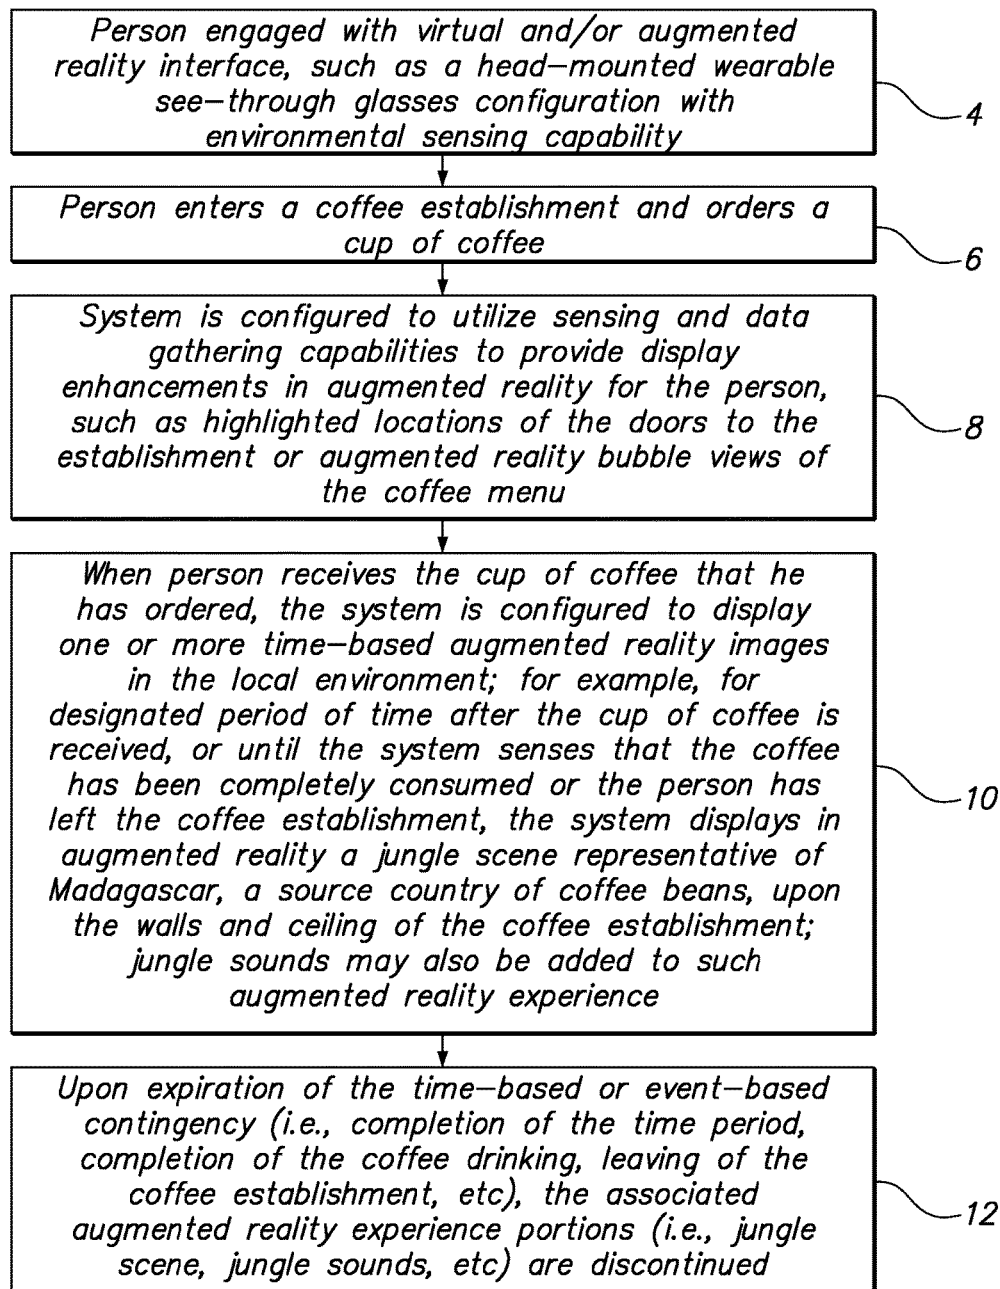 Person engaged with virtual and/or augmented
reality interface, such as a head-mounted wearable
see-through glasses configuration with
environmental sensing capability
4
Person enters a coffee establishment and orders a
cup of coffee
6
System is configured to utilize sensing and data
gathering capabilities to provide display
enhancements in augmented reality for the person,
such as highlighted locations of the doors to the
establishment or augmented reality bubble views of
the coffee menu
8
When person receives the cup of coffee that he
has ordered, the system is configured to display
one or more time-based augmented reality images
in the local environment; for example, for
designated period of time after the cup of coffee is
received, or until the system senses that the coffee
has been completely consumed or the person has
left the coffee establishment, the system displays in
augmented reality a jungle scene representative of
Madagascar, a source country of coffee beans, upon
the walls and ceiling of the coffee establishment;
jungle sounds may also be added to such
augmented reality experience
10
Upon expiration of the time-based or event-based
contingency (i.e., completion of the time period,
completion of the coffee drinking, leaving of the
coffee establishment, etc), the associated
augmented reality experience portions (i.e., jungle
scene, jungle sounds, etc) are discontinued
12